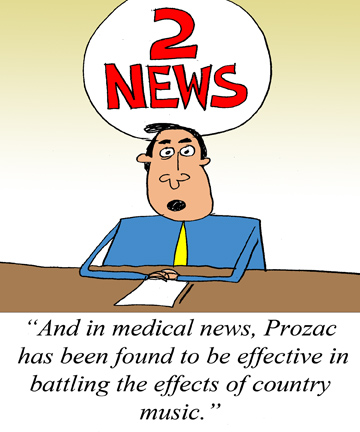 2
NEWS
“And in medical news, Prozac
has been found to be effective in
battling the effects of country
music.”